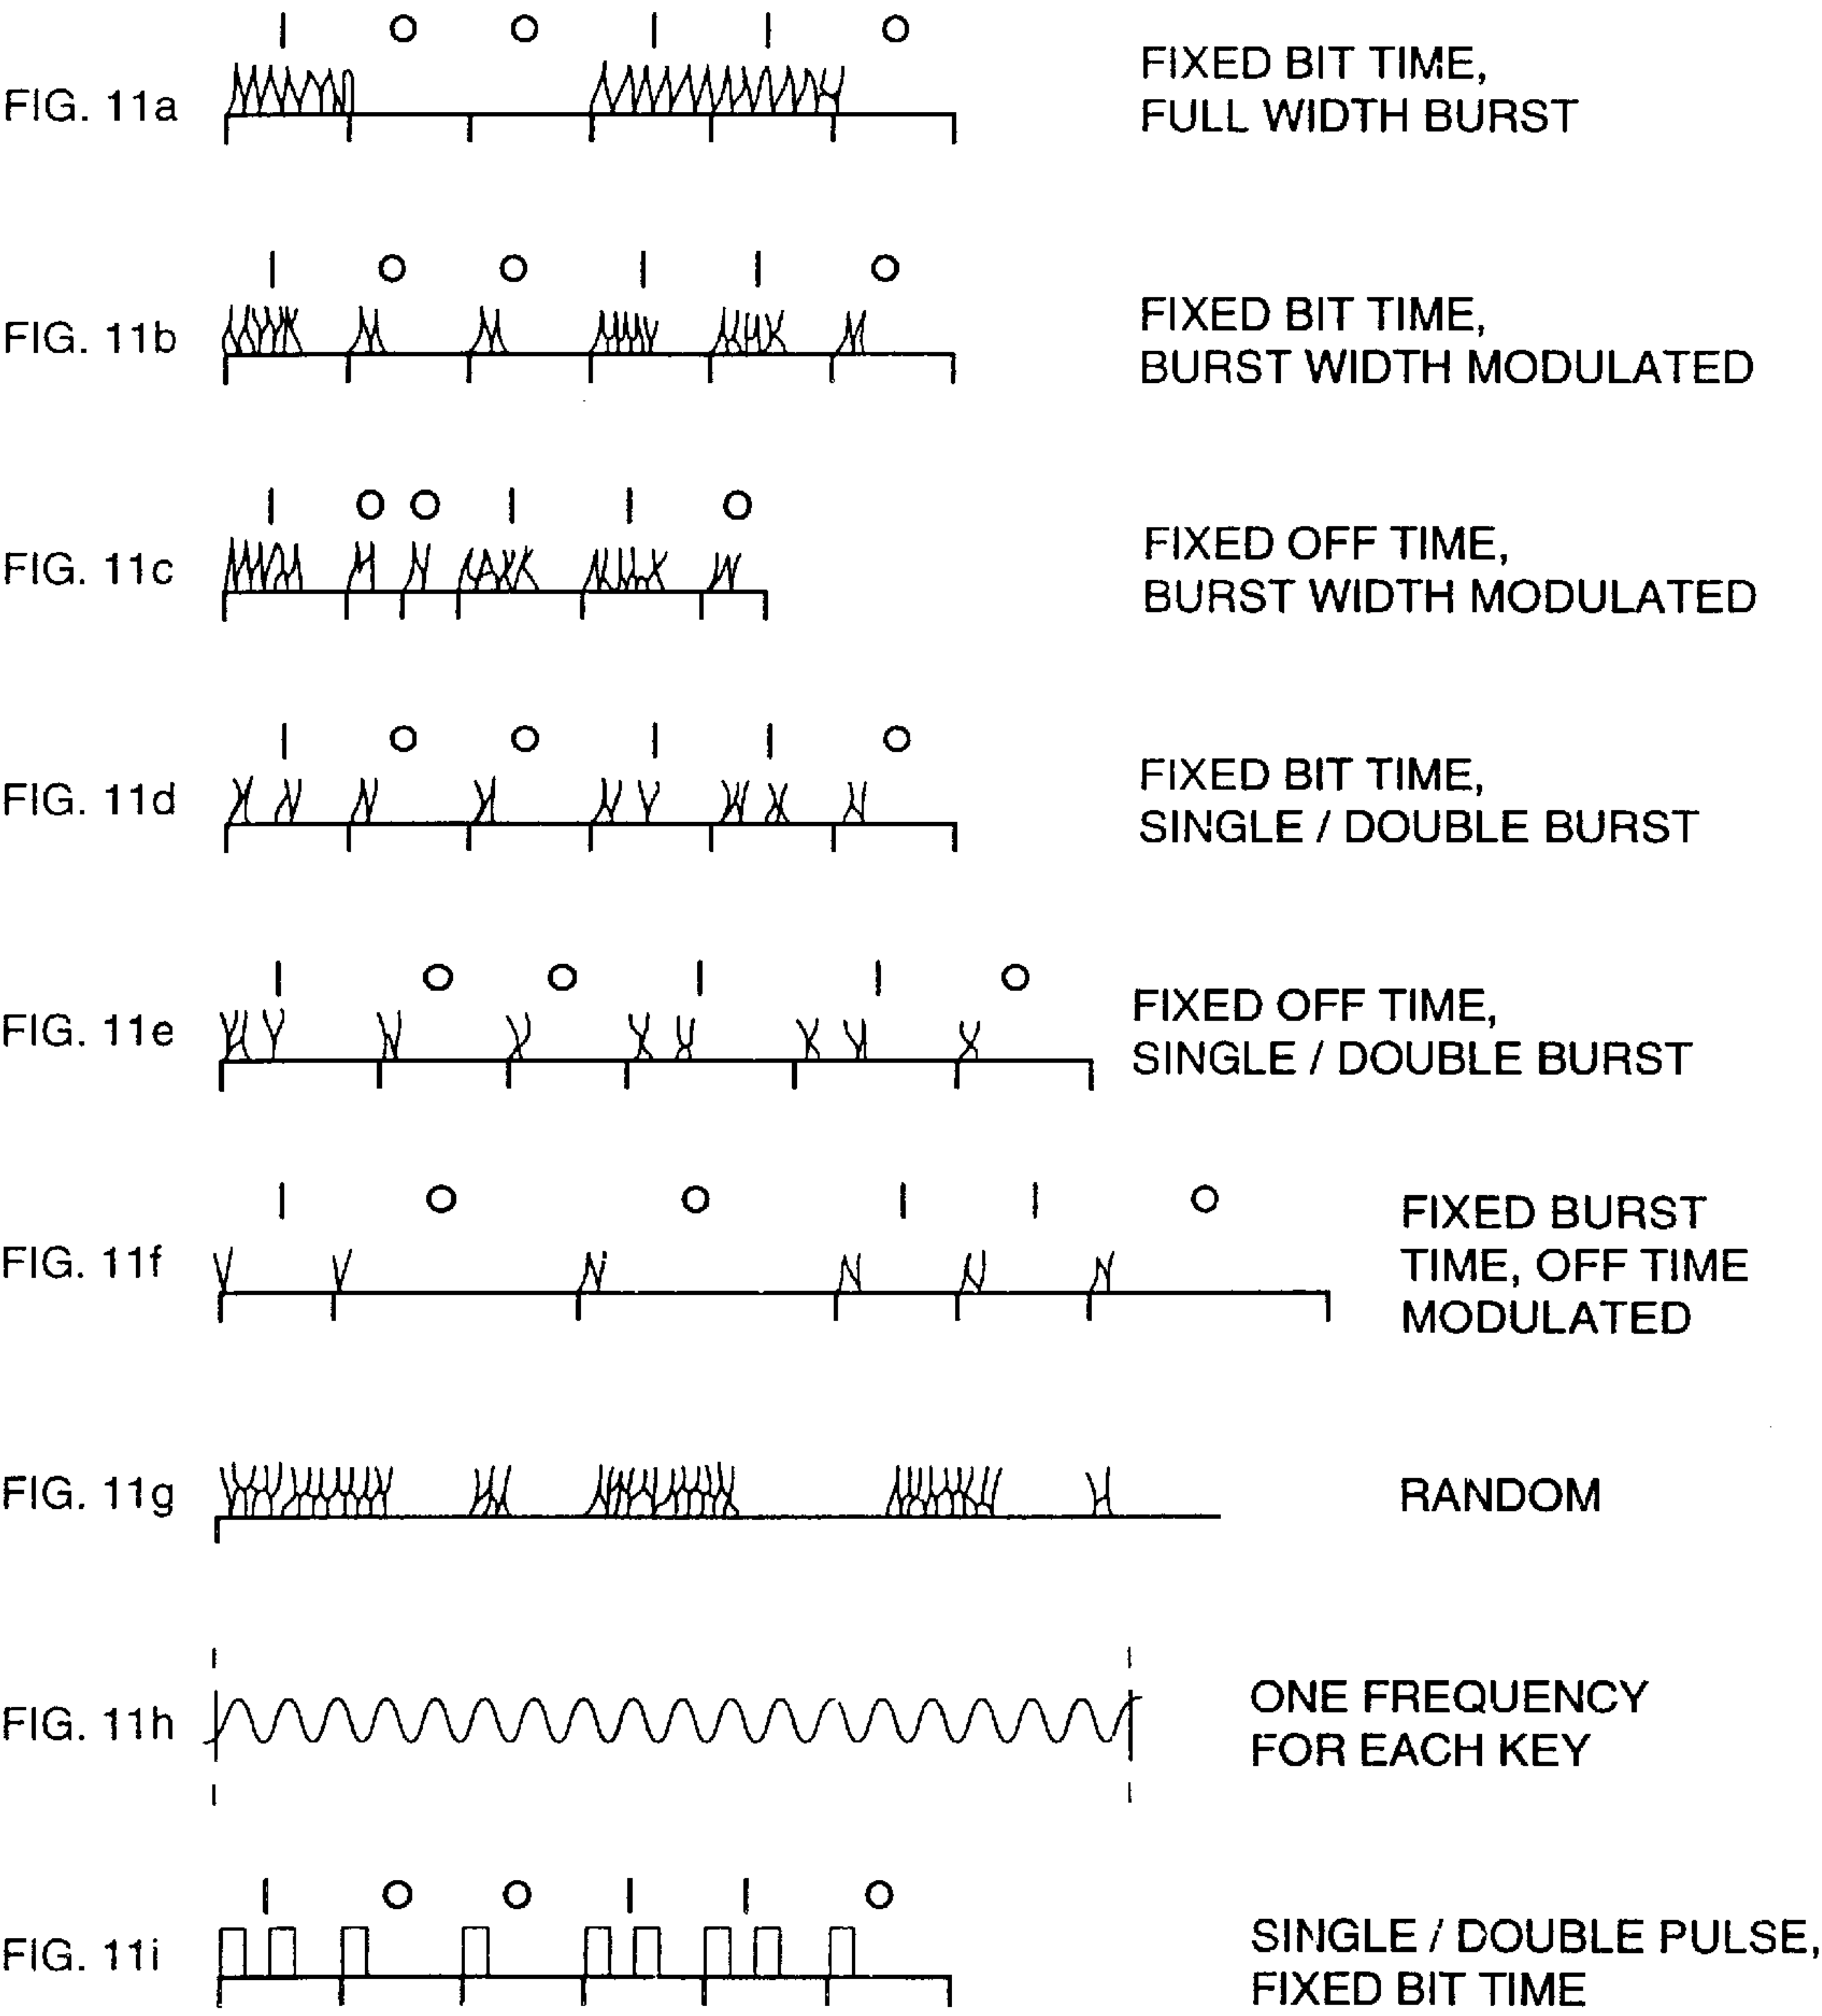 | O O | | O
FIG. 11a
FIXED BIT TIME,
FULL WIDTH BURST
| O O | | O
FIG. 11b
FIXED BIT TIME,
BURST WIDTH MODULATED
| O O | | O
FIG. 11c
FIXED OFF TIME,
BURST WIDTH MODULATED
| O O | | O
FIG. 11d
FIXED BIT TIME,
SINGLE / DOUBLE BURST
| O O | | O
FIG. 11e
FIXED OFF TIME,
SINGLE / DOUBLE BURST
| O O | | O
FIG. 11f
FIXED BURST
TIME, OFF TIME
MODULATED
FIG. 11g
RANDOM
FIG. 11h
ONE FREQUENCY
FOR EACH KEY
| O O | | O
FIG. 11i
SINGLE / DOUBLE PULSE,
FIXED BIT TIME